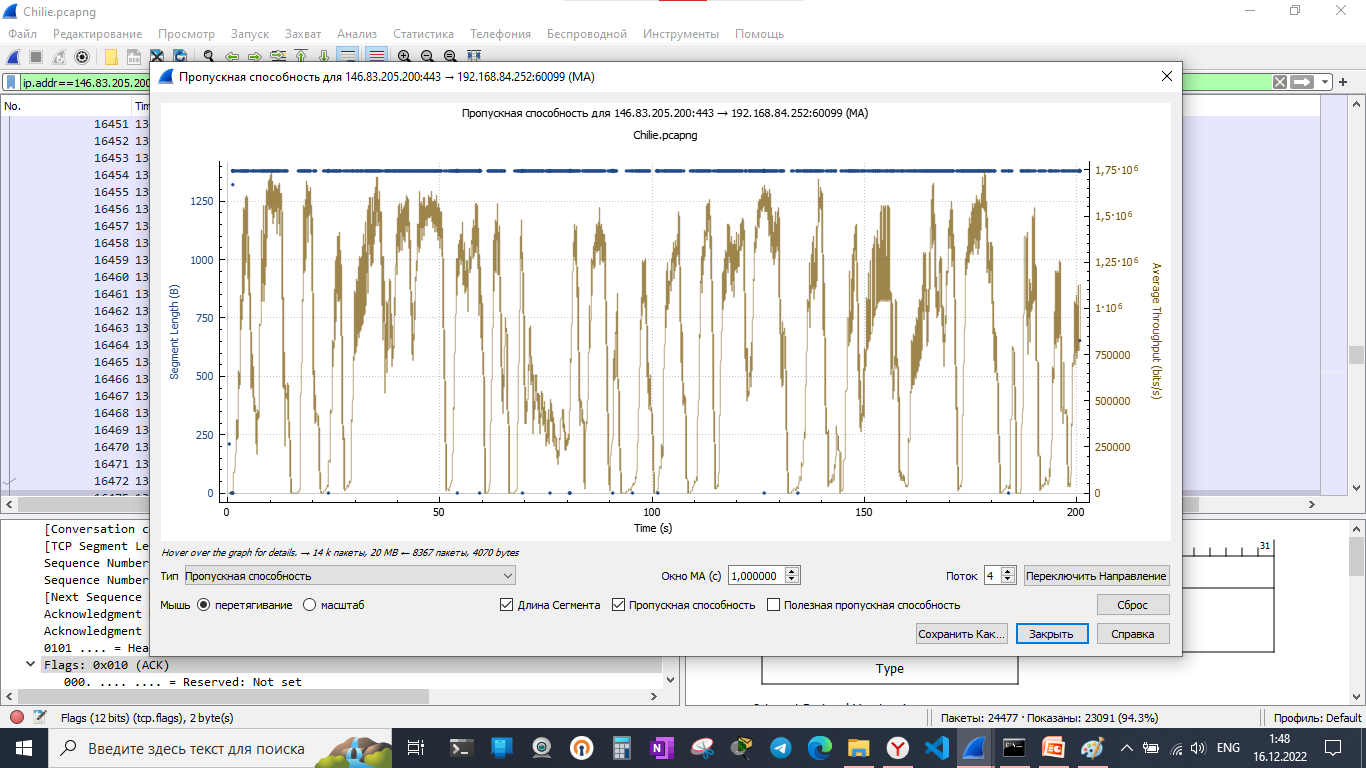 Chilie.pcapng
Файл Редактирование Просмотр Запуск Захват Анализ Статистика Телефония Беспроводной Инструменты Помощь
ip.addr==146.83.205.200
No.
16451 13
16452 13
16453 13
16454 13
16455 13
16456 13
16457 13
16458 13
16459 13
16460 13
16461 13
16462 13
16463 13
16464 13
16465 13
16466 13
16467 13
16468 13
16469 13
16470 13
16471 13
16472 13
Пропускная способность для 146.83.205.200:443 → 192.168.84.252:60099 (MA)
Пропускная способность для 146.83.205.200:443 → 192.168.84.252:60099 (MA)
Chilie.pcapng
Segment Length (B)
1250
1000
750
500
250
0
1,75·10⁶
1,5·10⁶
1,25·10⁶
1·10⁶
750000
500000
250000
0
Average Throughput (bits/s)
0 50 100 150 200
Time (s)
Hover over the graph for details. → 14 k пакеты, 20 MB ← 8367 пакеты, 4070 bytes
Тип Пропускная способность Окно MA (с) 1,000000 Поток 4 Переключить Направление
Мышь перетягивание масштаб Длина Сегмента Пропускная способность Полезная пропускная способность Сброс
Сохранить Как... Закрыть Справка
[Conversation
[TCP Segment
Sequence Number
Sequence Number
[Next Sequence
Acknowledgment
Acknowledgment
0101 .... =
Flags: 0x010 (ACK)
000. .... .... = Reserved: Not set
31
Type
Flags (12 bits) (tcp.flags), 2 byte(s)
Пакеты: 24477 · Показаны: 23091 (94.3%)
Профиль: Default
Введите здесь текст для поиска
ENG
1:48
16.12.2022